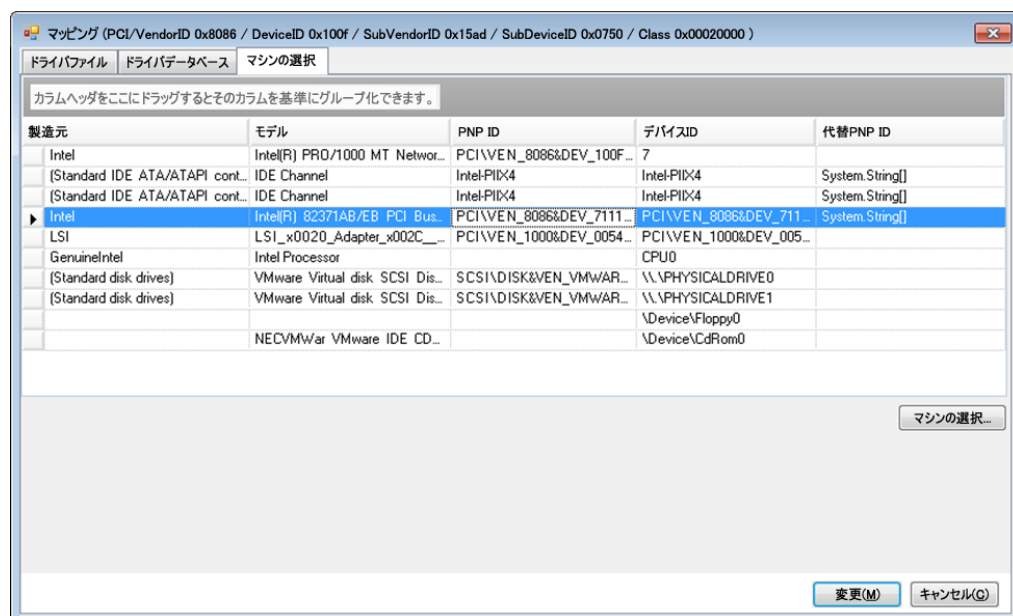 マッピング (PCI/VendorID 0x8086 / DeviceID 0x100f / SubVendorID 0x15ad / SubDeviceID 0x0750 / Class 0x00020000 )
ドライバファイル ドライバデータベース マシンの選択
カラムヘッダをここにドラッグするとそのカラムを基準にグループ化できます。
製造元 モデル PNP ID デバイスID 代替PNP ID
Intel Intel(R) PRO/1000 MT Networ... PCI\VEN_8086&DEV_100F... 7
(Standard IDE ATA/ATAPI cont... IDE Channel Intel-PIIX4 Intel-PIIX4 System.String[]
(Standard IDE ATA/ATAPI cont... IDE Channel Intel-PIIX4 Intel-PIIX4 System.String[]
Intel Intel(R) 82371AB/EB PCI Bus... PCI\VEN_8086&DEV_7111... PCI\VEN_8086&DEV_711... System.String[]
LSI LSI_x0020_Adapter_x002C__... PCI\VEN_1000&DEV_0054... PCI\VEN_1000&DEV_005...
GenuineIntel Intel Processor CPU0
(Standard disk drives) VMware Virtual disk SCSI Dis... SCSI\DISK&VEN_VMWAR... \\.\PHYSICALDRIVE0
(Standard disk drives) VMware Virtual disk SCSI Dis... SCSI\DISK&VEN_VMWAR... \\.\PHYSICALDRIVE1
\Device\Floppy0
NECVMWar VMware IDE CD... \Device\CdRom0
マシンの選択...
変更(M) キャンセル(C)